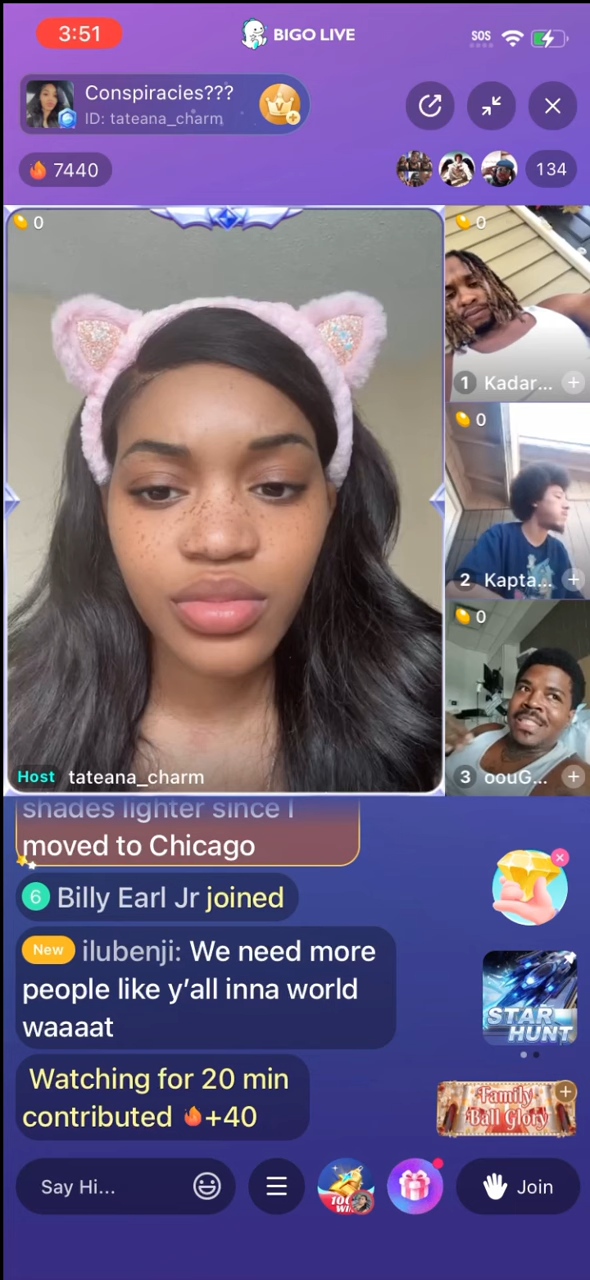 3:51
BIGO LIVE
SOS
Conspiracies???
ID: tateana_charm
7440
134
0
0
1 Kadar...
0
2 Kapta...
0
3 oouG...
Host tateana_charm
shades lighter since I
moved to Chicago
6 Billy Earl Jr joined
New ilubenji: We need more
people like y’all inna world
waaaat
STAR
HUNT
Watching for 20 min
contributed +40
Family
Ball Glory
Say Hi...
WIN
Join